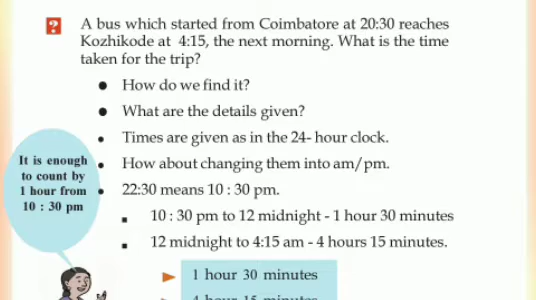 ?
A bus which started from Coimbatore at 20:30 reaches
Kozhikode at 4:15, the next morning. What is the time
taken for the trip?
● How do we find it?
● What are the details given?
• Times are given as in the 24- hour clock.
• How about changing them into am/pm.
• 22:30 means 10 : 30 pm.
▪ 10 : 30 pm to 12 midnight - 1 hour 30 minutes
▪ 12 midnight to 4:15 am - 4 hours 15 minutes.
It is enough
to count by
1 hour from
10 : 30 pm
1 hour 30 minutes
4 hour 15 minutes